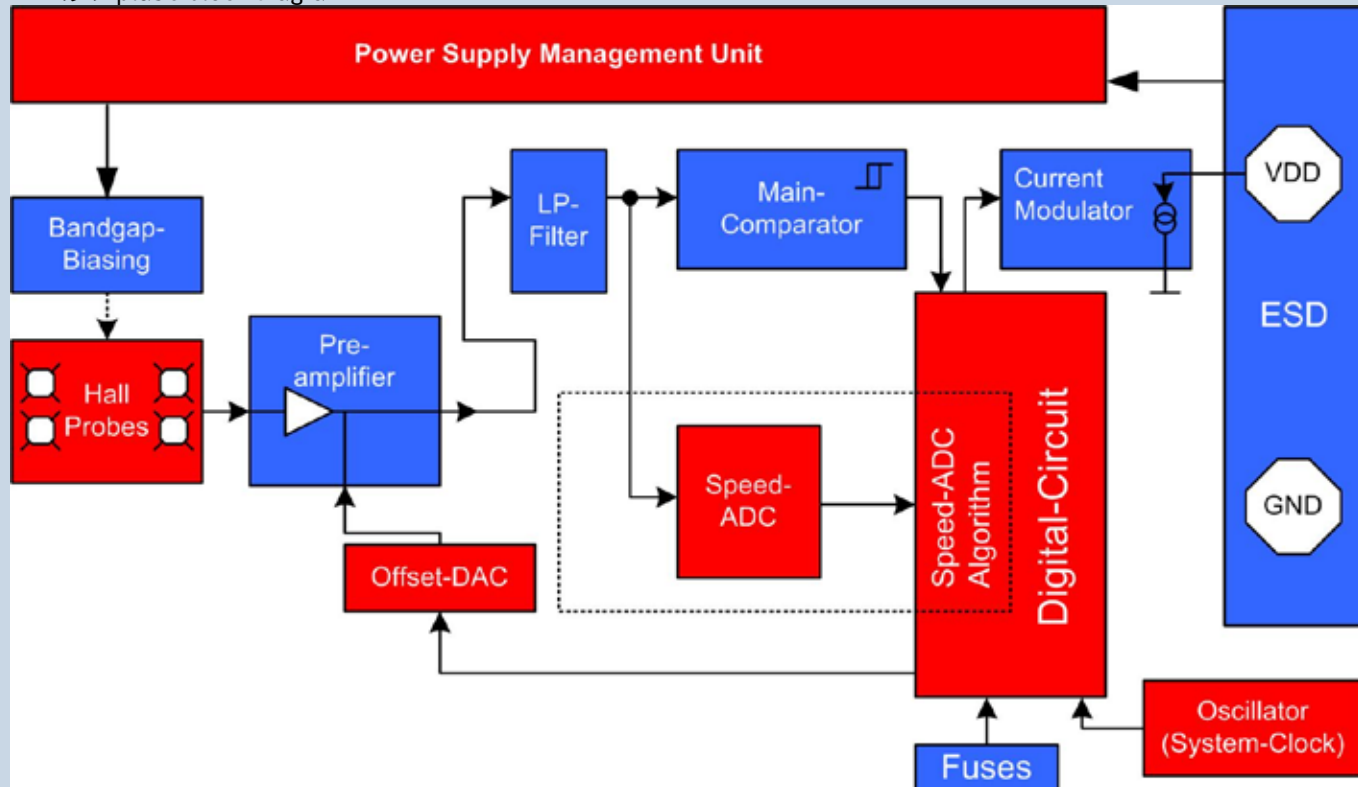 Power Supply Management Unit
Bandgap-
Biasing
LP-
Filter
Main-
Comparator
Current
Modulator
VDD
ESD
GND
Hall
Probes
Pre-
amplifier
Speed-
ADC
Speed-ADC
Algorithm
Digital-Circuit
Offset-DAC
Fuses
Oscillator
(System-Clock)